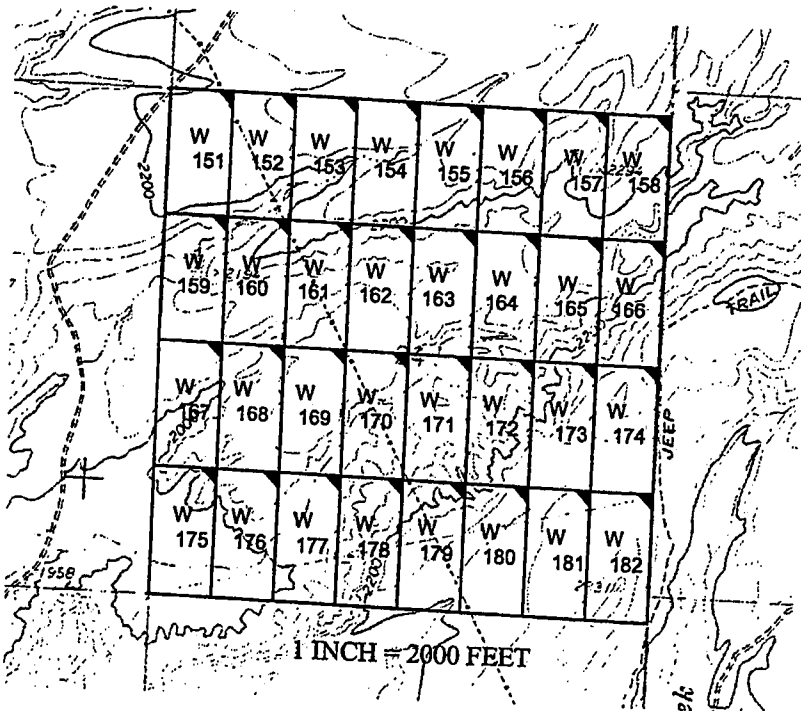 W W W W W W W W
151 152 153 154 155 156 157 158
2200
W W W W W W W W
159 160 161 162 163 164 165 166
TRAIL
W W W W W W W W
167 168 169 170 171 172 173 174
JEEP
W W W W W W W W
175 176 177 178 179 180 181 182
1958
2200
1 INCH = 2000 FEET